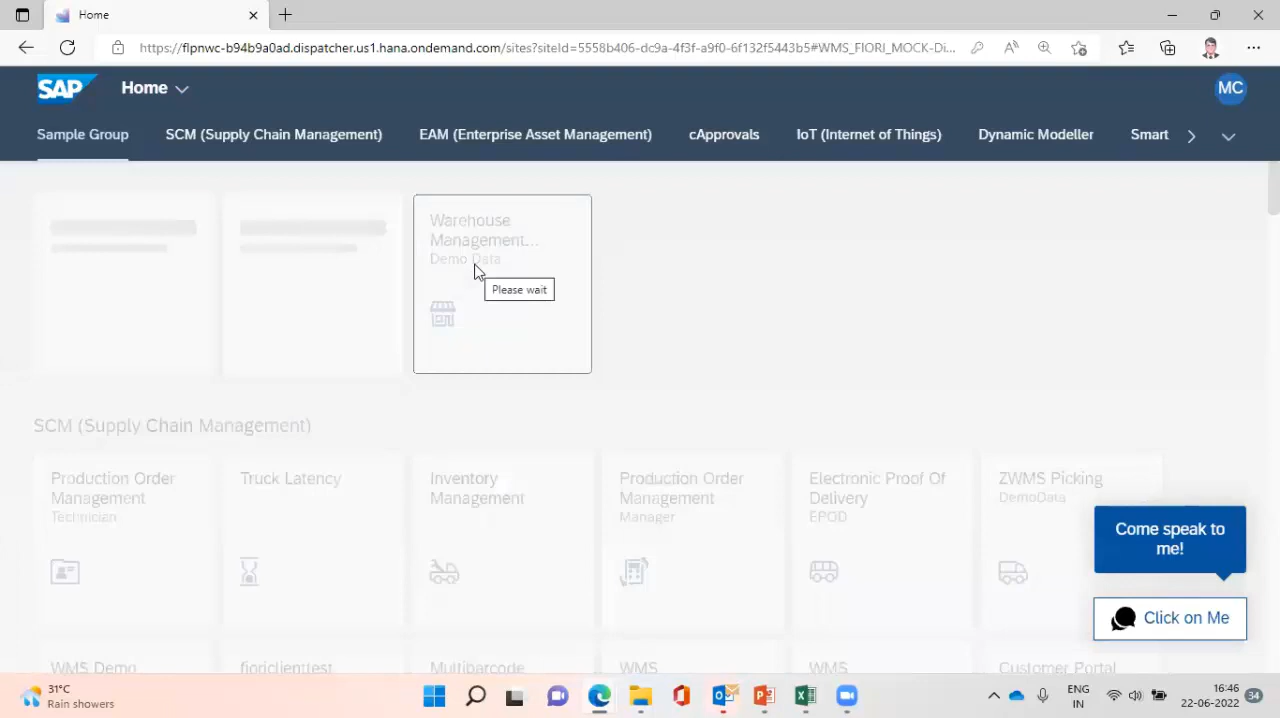 Home
https://flpnwc-b94b9a0ad.dispatcher.us1.hana.ondemand.com/sites?siteId=5558b406-dc9a-4f3f-a9f0-6f132f5443b5#WMS_FIORI_MOCK-Di...
SAP Home MC
Sample Group SCM (Supply Chain Management) EAM (Enterprise Asset Management) cApprovals IoT (Internet of Things) Dynamic Modeller Smart
Warehouse
Management...
Demo Data
Please wait
SCM (Supply Chain Management)
Production Order
Management
Technician
Truck Latency
Inventory
Management
Production Order
Management
Manager
Electronic Proof Of
Delivery
EPOD
ZWMS Picking
DemoData
Come speak to
me!
Click on Me
WMS Demo
fioriclienttest
Multibarcode
WMS
WMS
Customer Portal
31°C
Rain showers
ENG
IN
16:46
22-06-2022
34